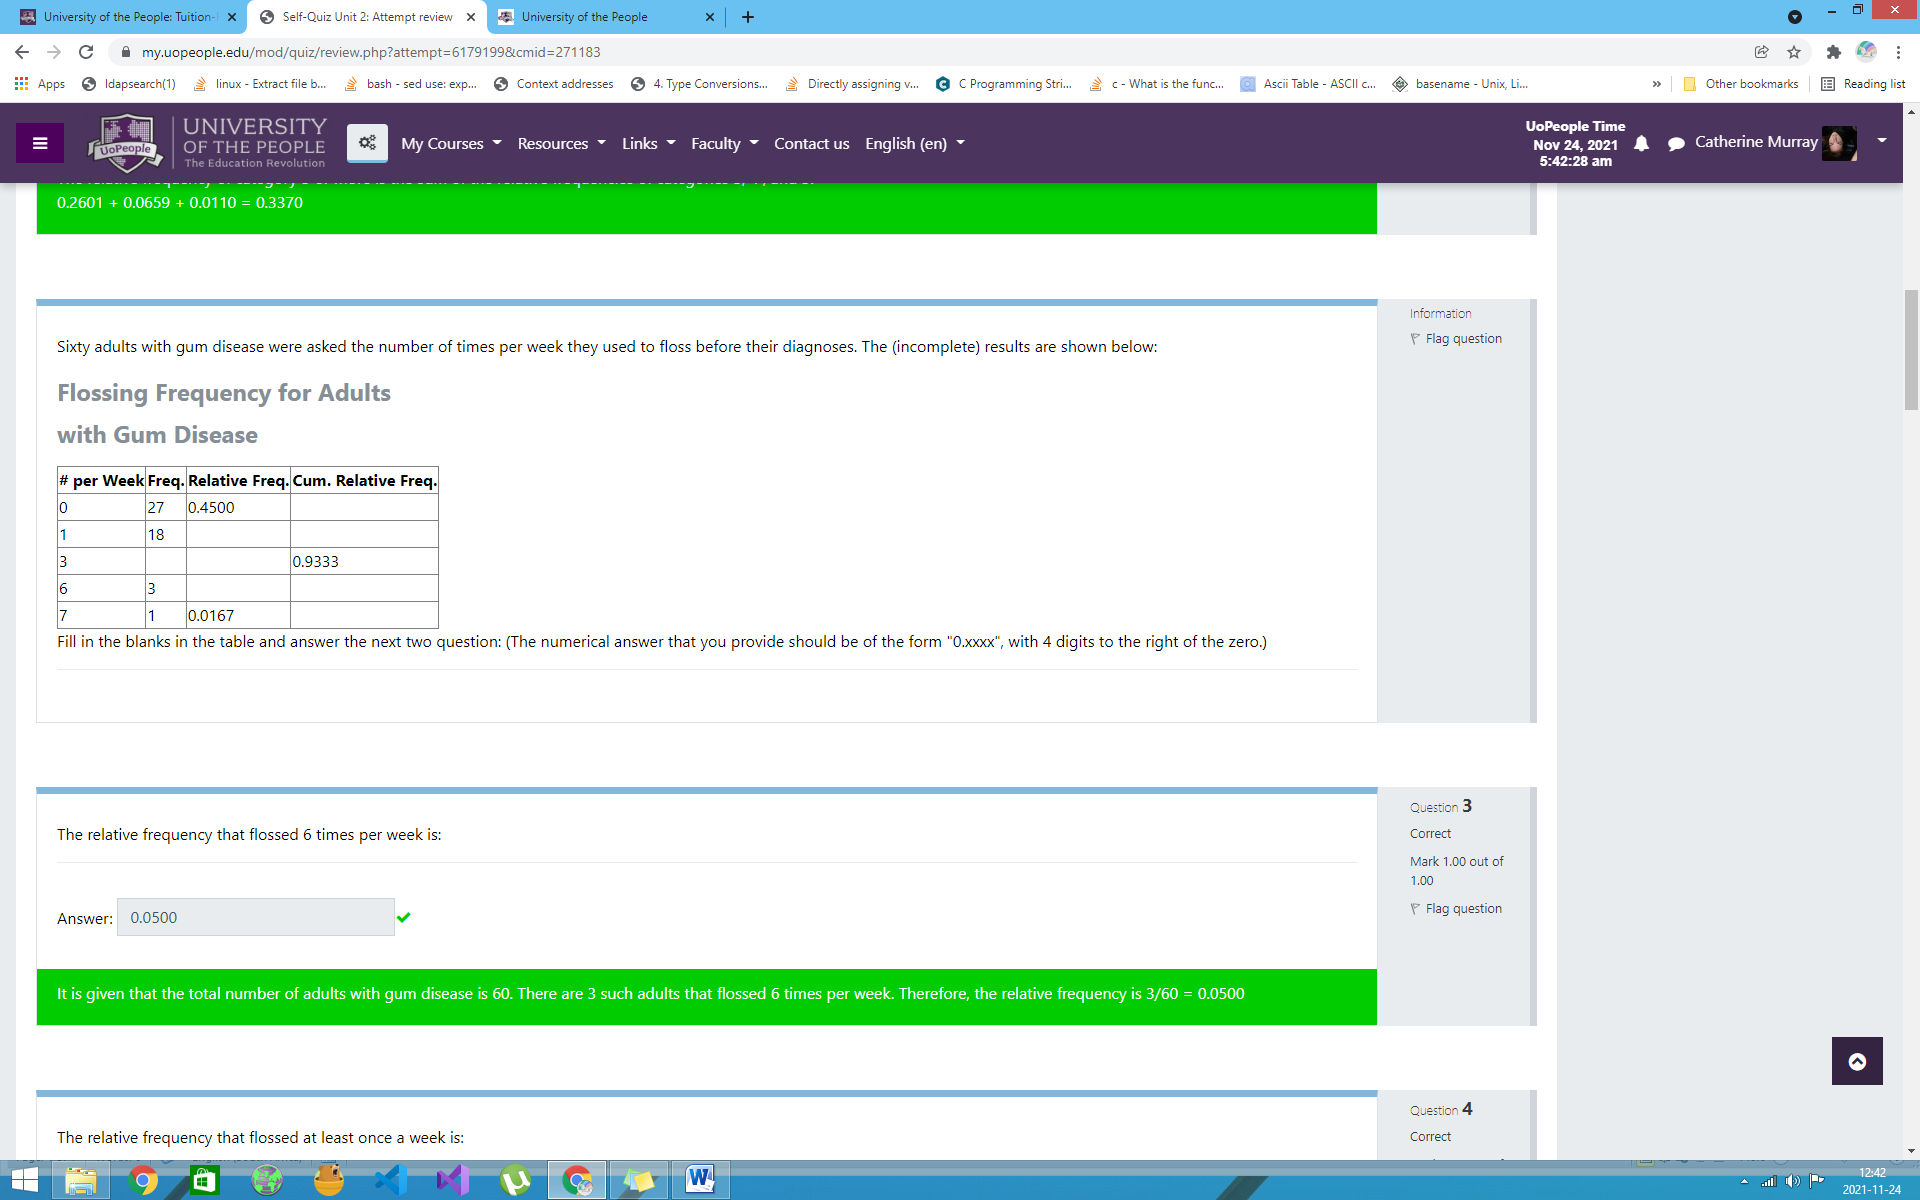 University of the People: Tuition-
Self-Quiz Unit 2: Attempt review
University of the People
my.uopeople.edu/mod/quiz/review.php?attempt=6179199&cmid=271183
Apps
ldapsearch(1)
linux - Extract file b...
bash - sed use: exp...
Context addresses
4. Type Conversions...
Directly assigning v...
C Programming Stri...
c - What is the func...
Ascii Table - ASCII c...
basename - Unix, Li...
»
Other bookmarks
Reading list
UoPeople
UNIVERSITY
OF THE PEOPLE
The Education Revolution
My Courses
Resources
Links
Faculty
Contact us
English (en)
UoPeople Time
Nov 24, 2021
5:42:28 am
Catherine Murray
0.2601 + 0.0659 + 0.0110 = 0.3370
Information
Flag question
Sixty adults with gum disease were asked the number of times per week they used to floss before their diagnoses. The (incomplete) results are shown below:
Flossing Frequency for Adults
with Gum Disease
# per Week Freq. Relative Freq. Cum. Relative Freq.
0 27 0.4500
1 18
3 0.9333
6 3
7 1 0.0167
Fill in the blanks in the table and answer the next two question: (The numerical answer that you provide should be of the form "0.xxxx", with 4 digits to the right of the zero.)
Question 3
Correct
Mark 1.00 out of
1.00
Flag question
The relative frequency that flossed 6 times per week is:
Answer: 0.0500
It is given that the total number of adults with gum disease is 60. There are 3 such adults that flossed 6 times per week. Therefore, the relative frequency is 3/60 = 0.0500
Question 4
Correct
The relative frequency that flossed at least once a week is:
12:42
2021-11-24